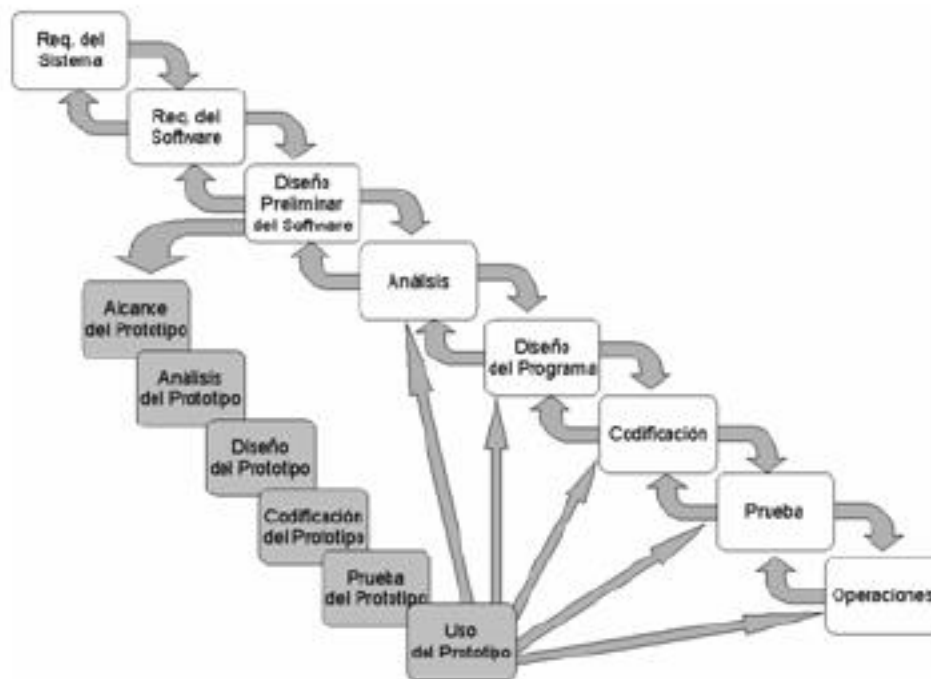 Req. del
Sistema
Req. del
Software
Diseño
Preliminar
del Software
Análisis
Diseño
del Programa
Codificación
Prueba
Operaciones
Alcance
del Prototipo
Análisis
del Prototipo
Diseño
del Prototipo
Codificación
del Prototipo
Prueba
del Prototipo
Uso
del Prototipo